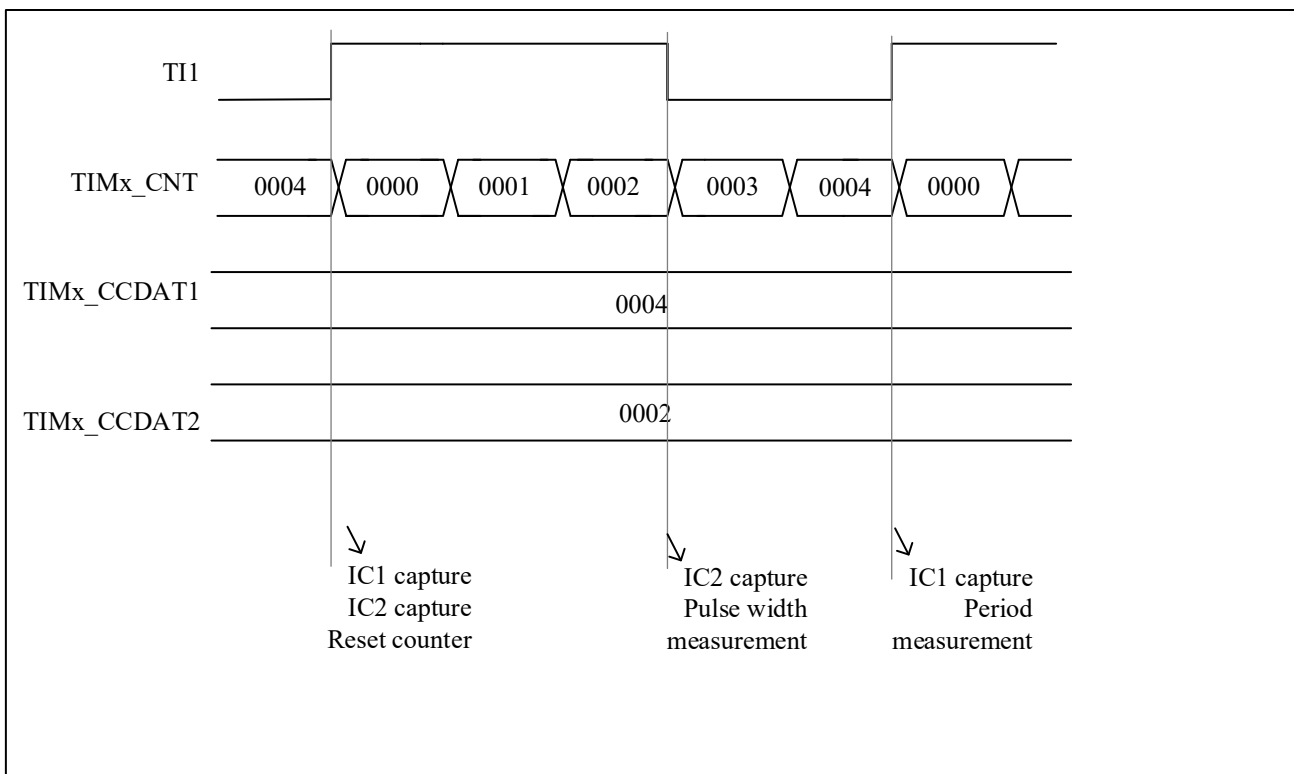 TI1
TIMx_CNT
0004
0000
0001
0002
0003
0004
0000
TIMx_CCDAT1
0004
TIMx_CCDAT2
0002
IC1 capture
IC2 capture
Reset counter
IC2 capture
Pulse width
measurement
IC1 capture
Period
measurement